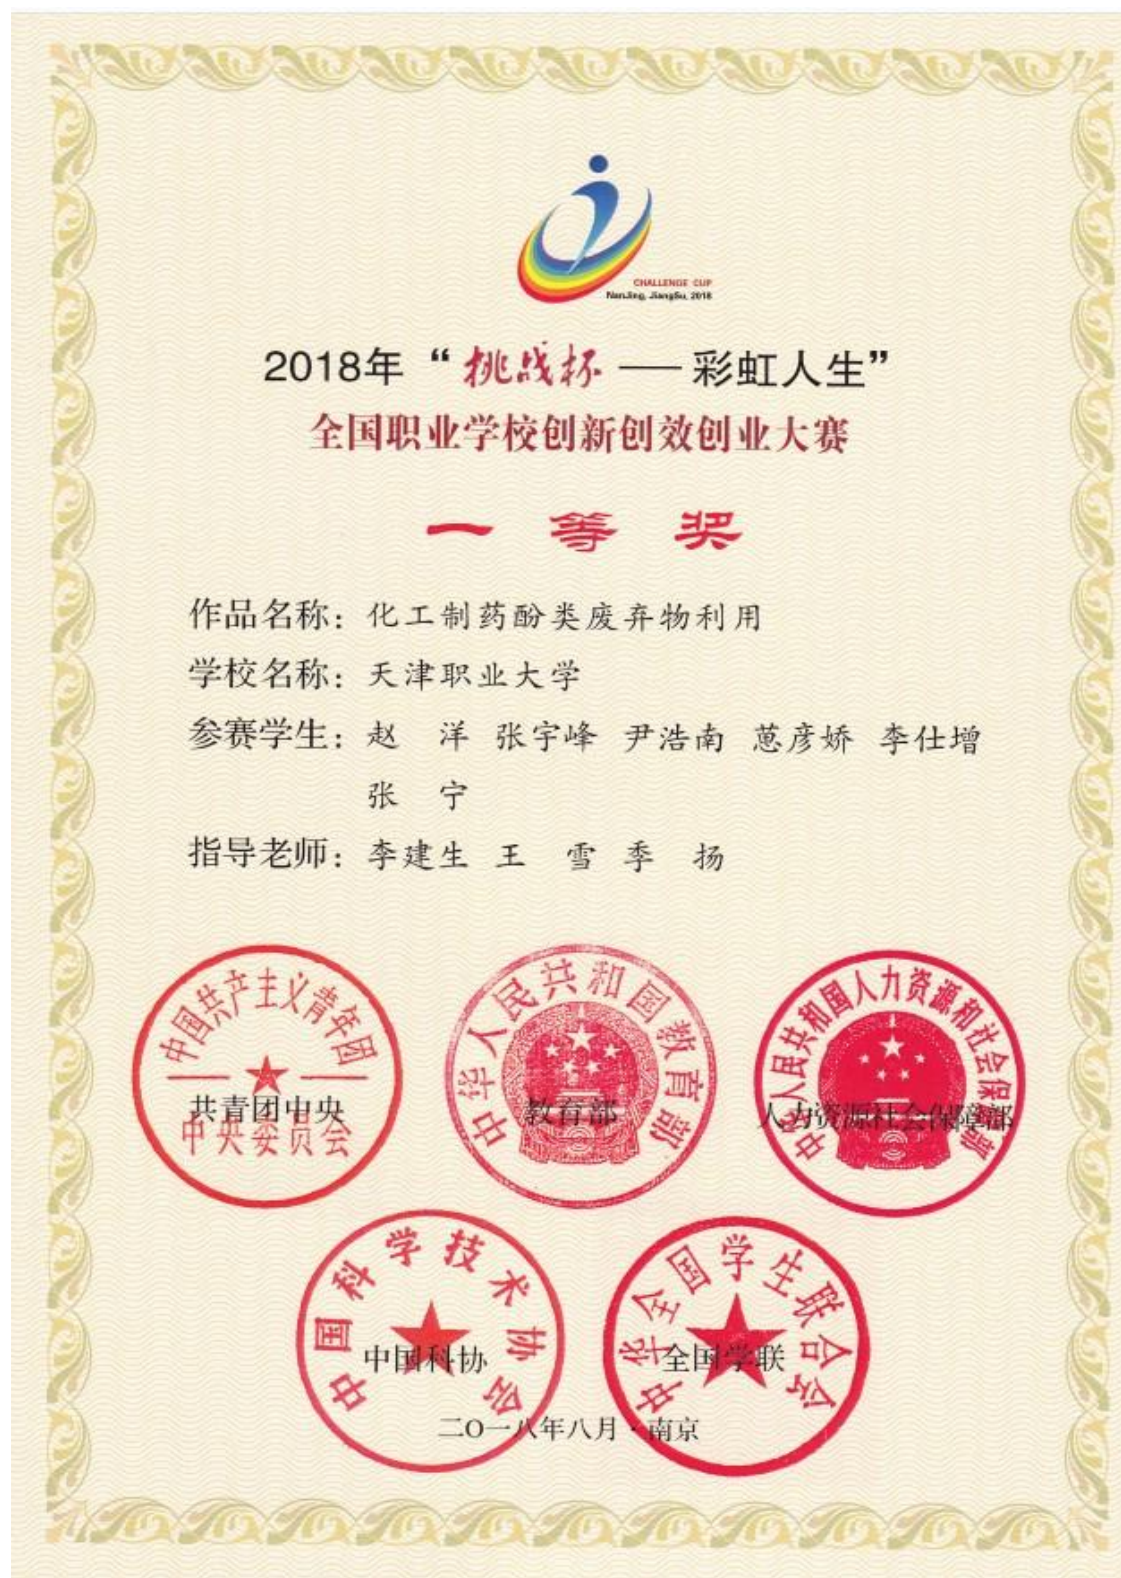 CHALLENGE CUP
NanJing, JiangSu, 2018
2018年“挑战杯——彩虹人生”
全国职业学校创新创效创业大赛
一等奖
作品名称：化工制药酚类废弃物利用
学校名称：天津职业大学
参赛学生：赵 洋 张宇峰 尹浩南 葸彦娇 李仕增
张 宁
指导老师：李建生 王 雪 季 扬
中国共产主义青年团
共青团中央
中央委员会
中华人民共和国教育部
教育部
中华人民共和国人力资源和社会保障部
人力资源社会保障部
中国科学技术协会
中国科协
中华全国学生联合会
全国学联
二O一八年八月·南京